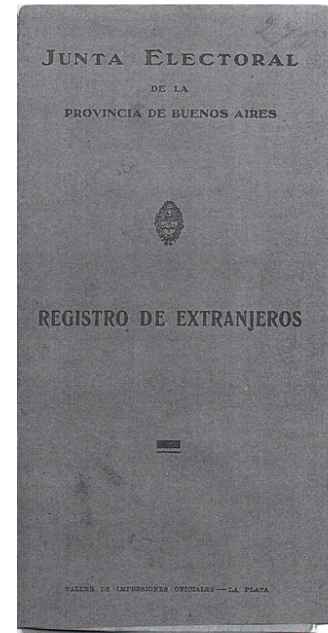 JUNTA ELECTORAL
DE LA
PROVINCIA DE BUENOS AIRES
REGISTRO DE EXTRANJEROS
TALLER DE IMPRESIONES OFICIALES — LA PLATA